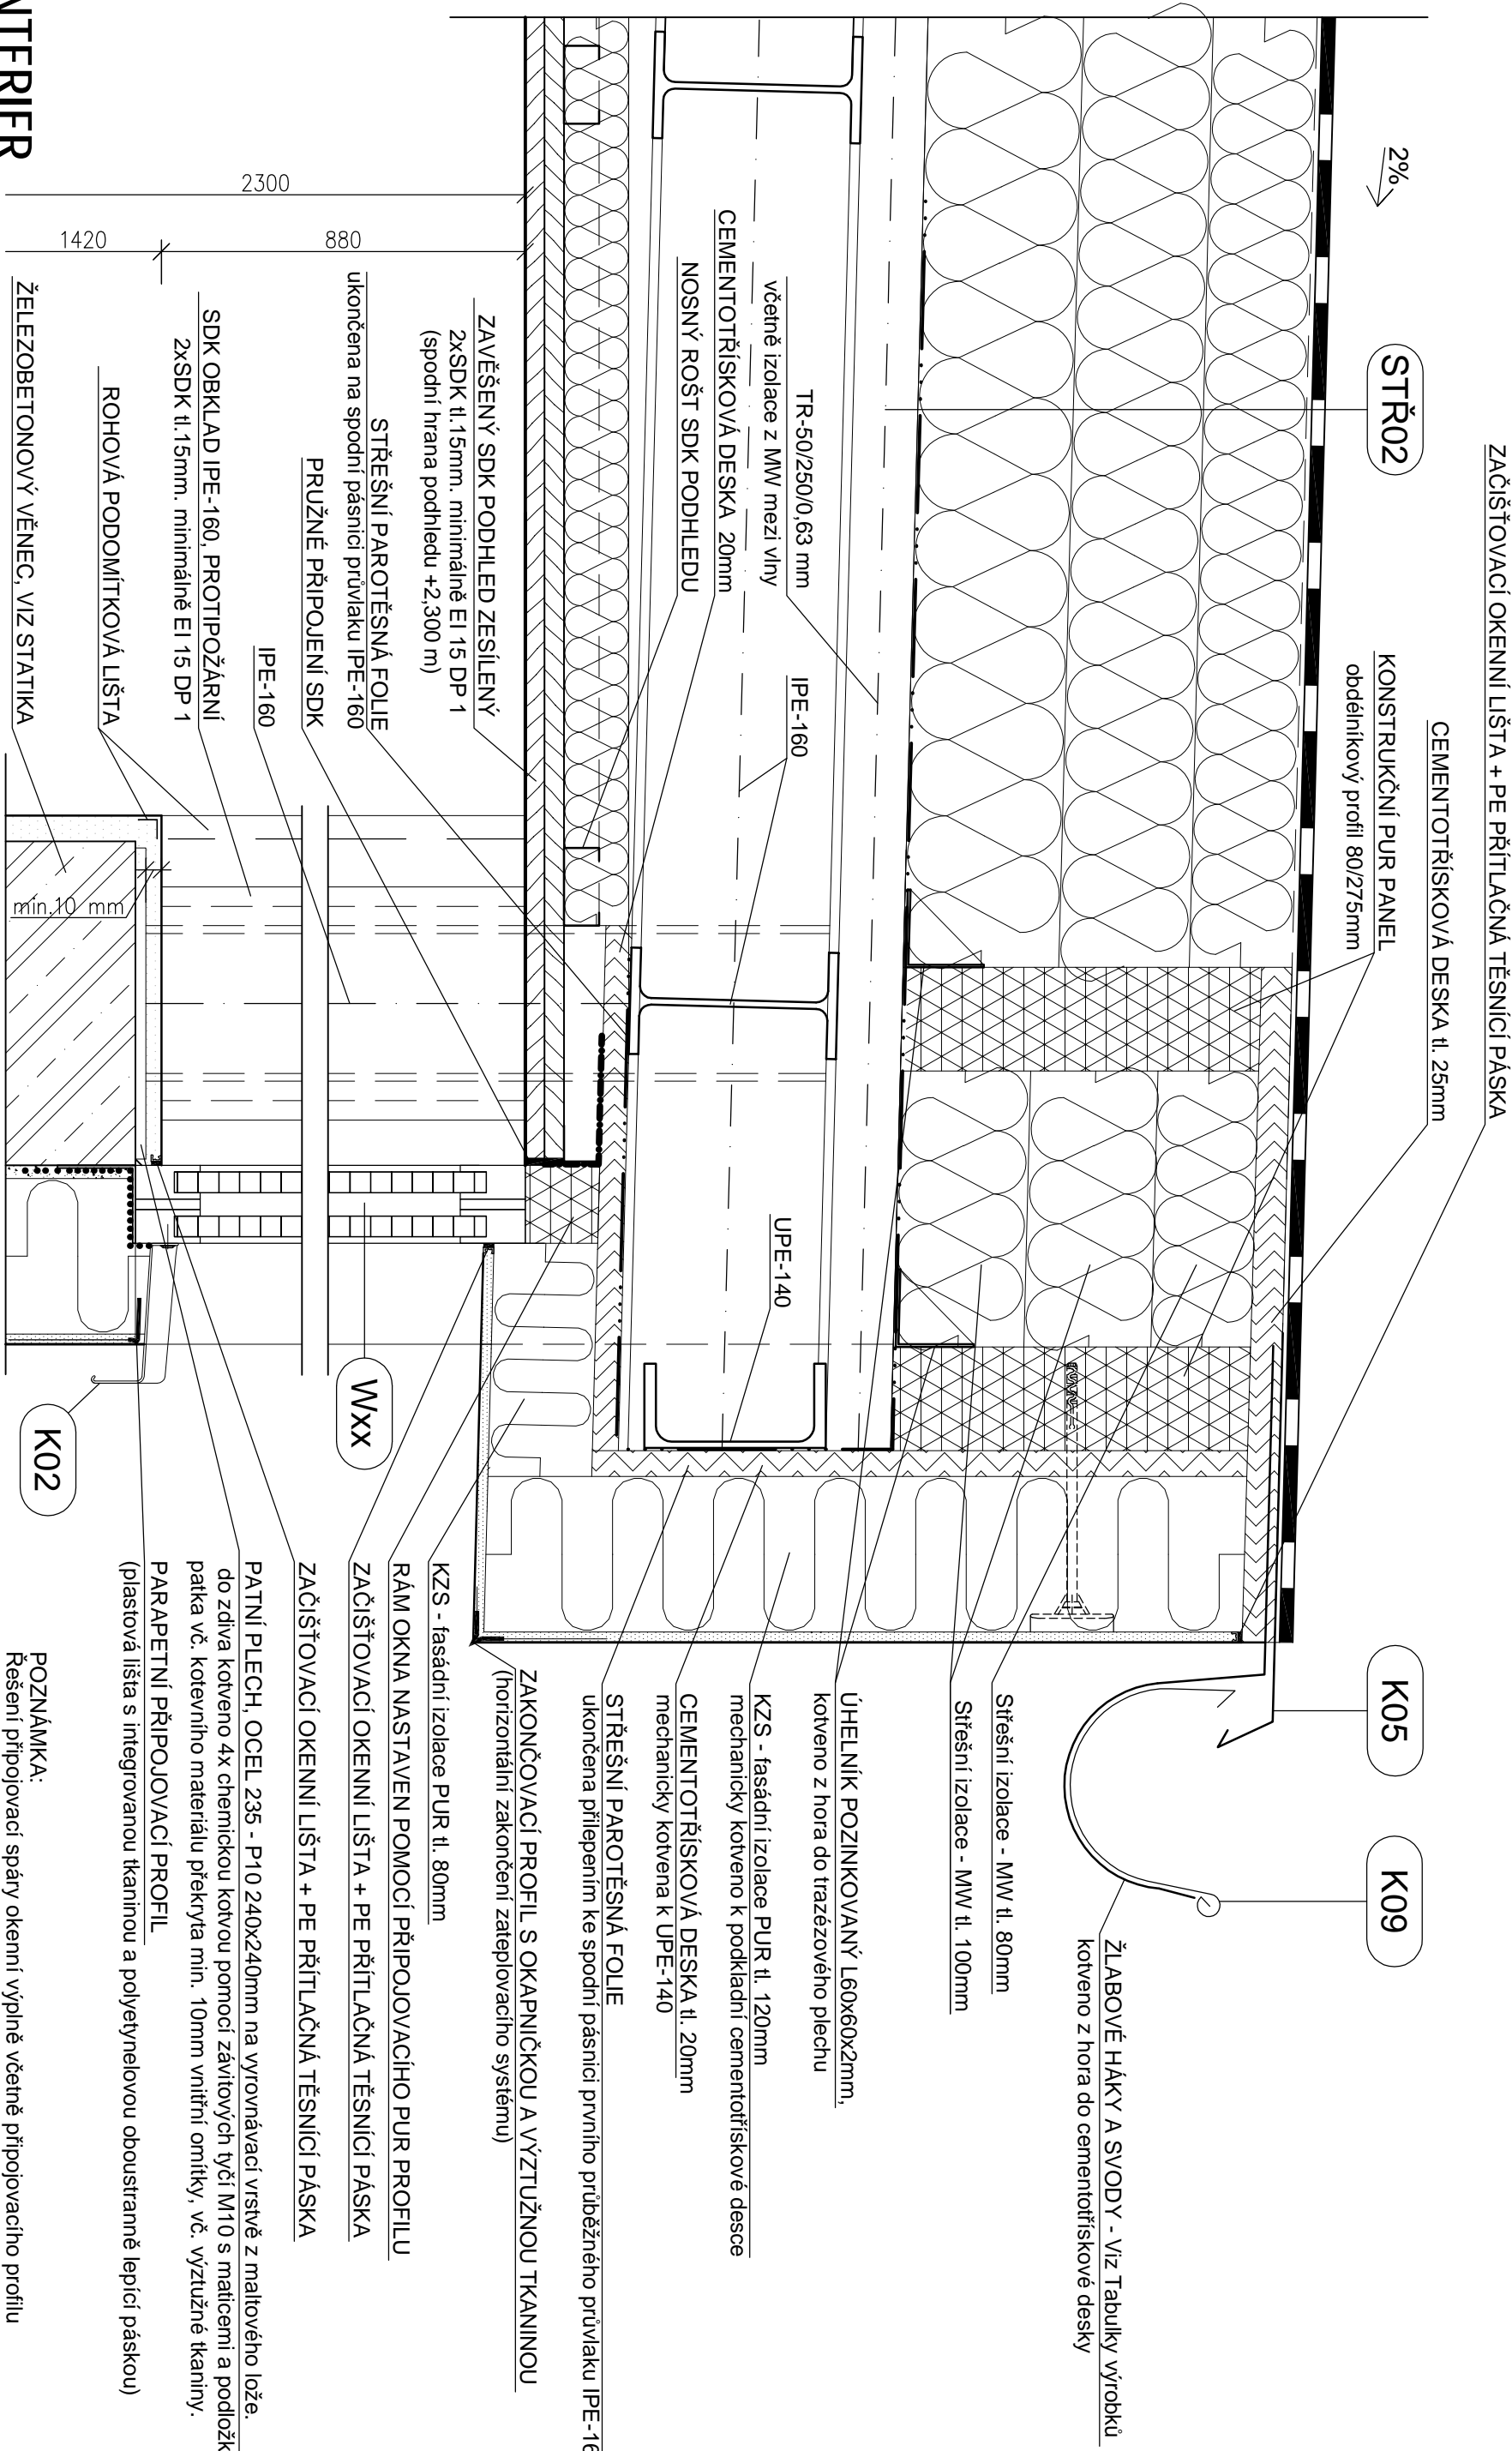 ZAČIŠŤOVACÍ OKENNÍ LIŠTA + PE PŘÍTLAČNÁ TĚSNÍCÍ PÁSKA
CEMENTOTŘÍSKOVÁ DESKA tl. 25mm
KONSTRUKČNÍ PUR PANEL
obdélníkový profil 80/275mm
2%
STŘ02
K05
K09
ŽLABOVÉ HÁKY A SVODY - Viz Tabulky výrobků
kotveno z hora do cementotřískové desky
Střešní izolace - MW tl. 80mm
Střešní izolace - MW tl. 100mm
ÚHELNÍK POZINKOVANÝ L60x60x2mm,
kotveno z hora do trazézového plechu
TR-50/250/0,63 mm
včetně izolace z MW mezi vlny
IPE-160
UPE-140
CEMENTOTŘÍSKOVÁ DESKA 20mm
NOSNÝ ROŠT SDK PODHLEDU
KZS - fasádní izolace PUR tl. 120mm
mechanicky kotveno k podkladní cementotřískové desce
CEMENTOTŘÍSKOVÁ DESKA tl. 20mm
mechanicky kotvena k UPE-140
STŘEŠNÍ PAROTĚSNÁ FOLIE
ukončena přilepením ke spodní pásnici prvního průběžného průvlaku IPE-16
ZAKONČOVACÍ PROFIL S OKAPNIČKOU A VÝZTUŽNOU TKANINOU
(horizontální zakončení zateplovacího systému)
ZAVĚŠENÝ SDK PODHLED ZESÍLENÝ
2xSDK tl.15mm. minimálně EI 15 DP 1
(spodní hrana podhledu +2,300 m)
STŘEŠNÍ PAROTĚSNÁ FOLIE
ukončena na spodní pásnici průvlaku IPE-160
PRUŽNÉ PŘIPOJENÍ SDK
IPE-160
SDK OBKLAD IPE-160, PROTIPOŽÁRNÍ
2xSDK tl.15mm. minimálně EI 15 DP 1
ROHOVÁ PODOMÍTKOVÁ LIŠTA
ŽELEZOBETONOVÝ VĚNEC, VIZ STATIKA
2300
880
1420
min.10 mm
Wxx
K02
KZS - fasádní izolace PUR tl. 80mm
RÁM OKNA NASTAVEN POMOCÍ PŘIPOJOVACÍHO PUR PROFILU
ZAČIŠŤOVACÍ OKENNÍ LIŠTA + PE PŘÍTLAČNÁ TĚSNÍCÍ PÁSKA
ZAČIŠŤOVACÍ OKENNÍ LIŠTA + PE PŘÍTLAČNÁ TĚSNÍCÍ PÁSKA
PATNÍ PLECH, OCEL 235 - P10 240x240mm na vyrovnávací vrstvě z maltového lože.
do zdiva kotveno 4x chemickou kotvou pomocí závitových tyčí M10 s maticemi a podložk
patka vč. kotevního materiálu překryta min. 10mm vnitřní omítky, vč. výztužné tkaniny.
PARAPETNÍ PŘIPOJOVACÍ PROFIL
(plastová lišta s integrovanou tkaninou a polyetynelovou oboustranně lepící páskou)
POZNÁMKA:
Řešení připojovací spáry okenní výplně včetně připojovacího profilu
NTERIER